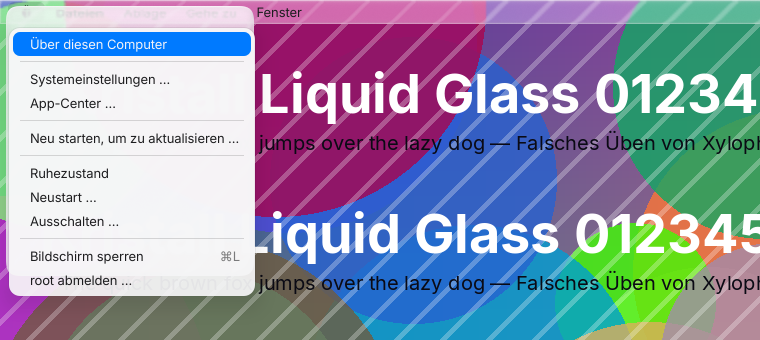 Fenster
Über diesen Computer
Systemeinstellungen ...
App-Center ...
Neu starten, um zu aktualisieren ...
Ruhezustand
Neustart ...
Ausschalten ...
Bildschirm sperren ⌘L
root abmelden ...
Liquid Glass 01234
jumps over the lazy dog — Falsches Üben von Xyloph
Liquid Glass 012345
brown fox jumps over the lazy dog — Falsches Üben von Xyloph